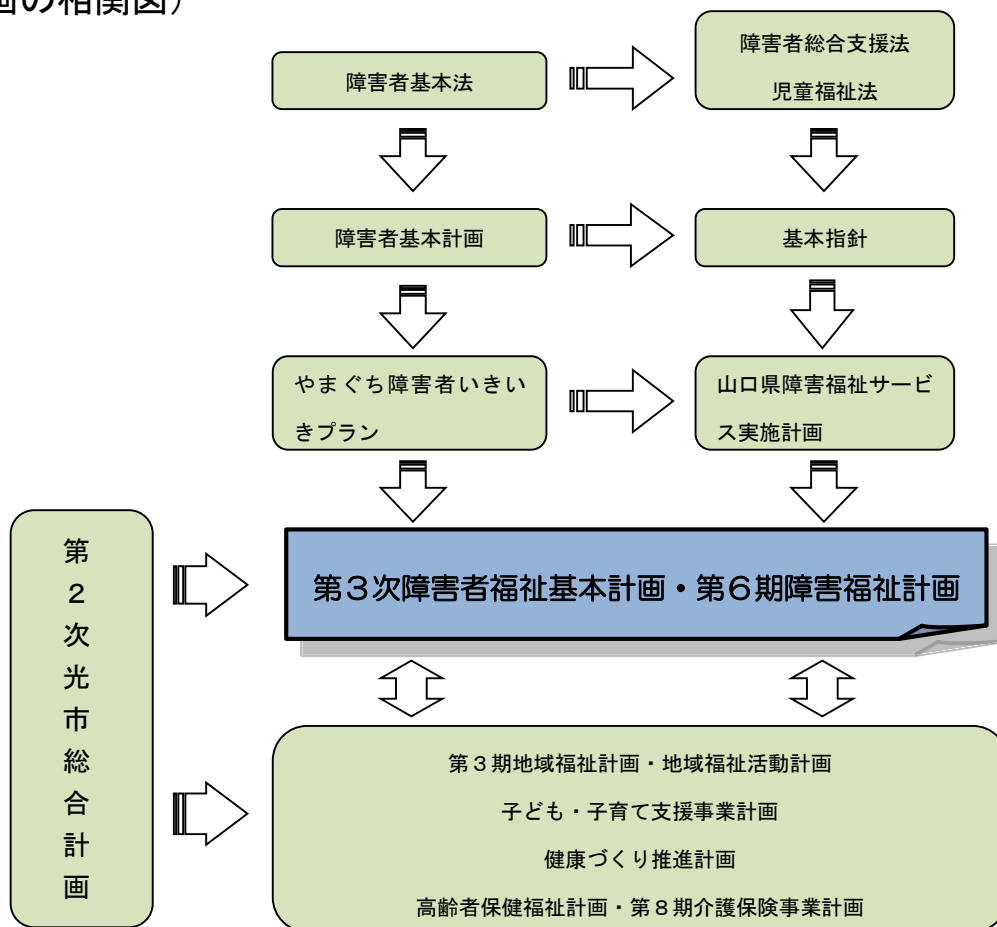 画の相関図）
障害者基本法
障害者総合支援法
児童福祉法
障害者基本計画
基本指針
やまぐち障害者いきい
きプラン
山口県障害福祉サービ
ス実施計画
第２次光市総合計画
第３次障害者福祉基本計画・第６期障害福祉計画
第３期地域福祉計画・地域福祉活動計画
子ども・子育て支援事業計画
健康づくり推進計画
高齢者保健福祉計画・第８期介護保険事業計画